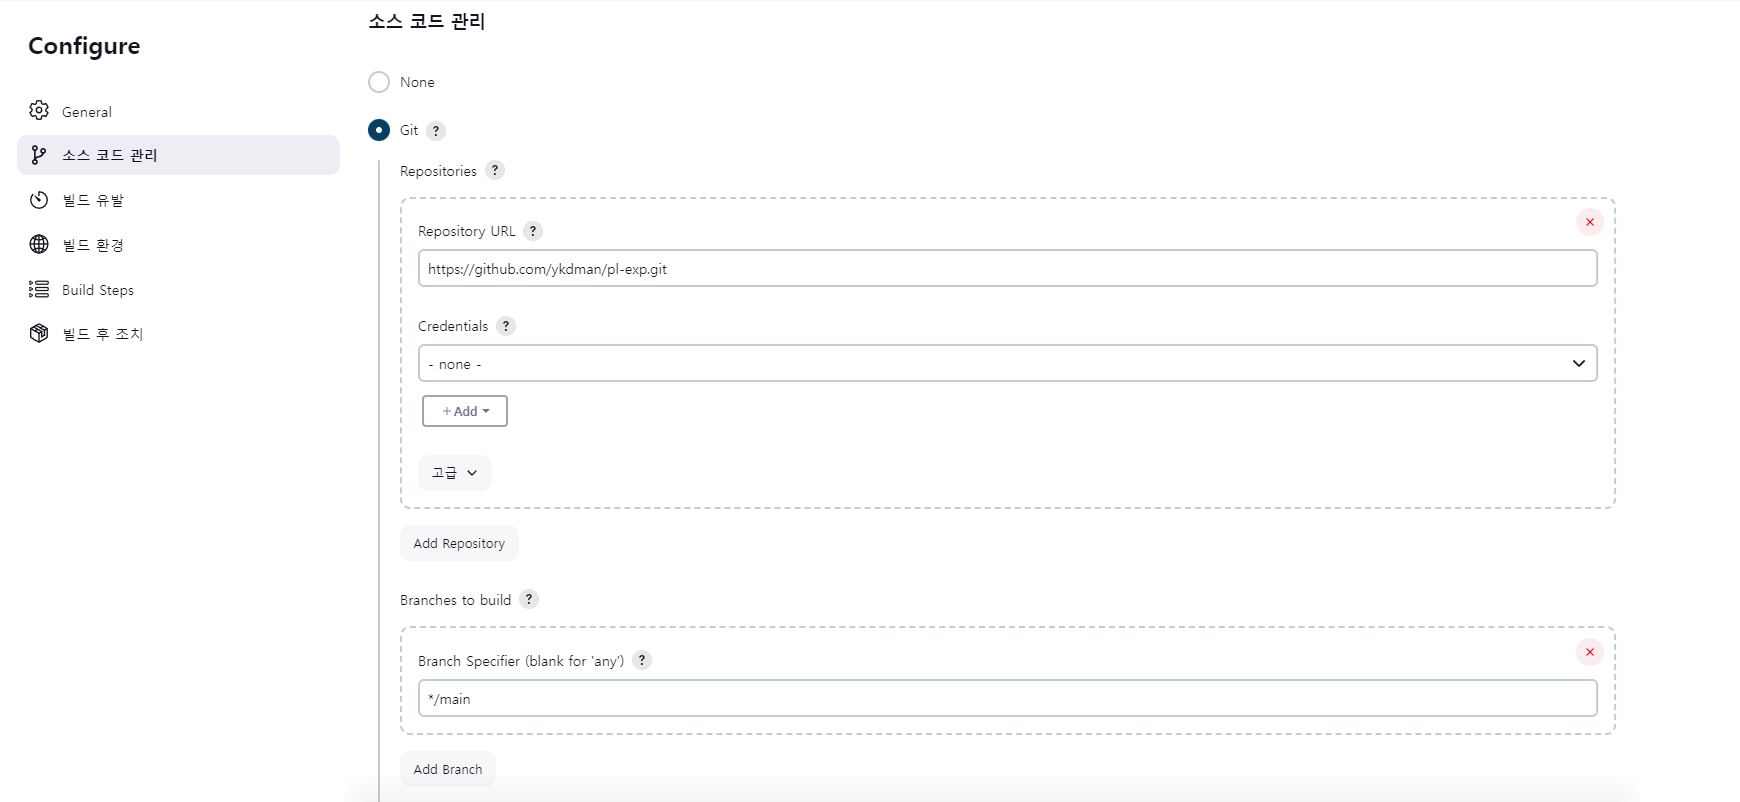 Configure
General
소스 코드 관리
빌드 유발
빌드 환경
Build Steps
빌드 후 조치
소스 코드 관리
None
Git ?
Repositories ?
Repository URL ?
https://github.com/ykdman/pl-exp.git
Credentials ?
- none -
+ Add
고급
Add Repository
Branches to build ?
Branch Specifier (blank for 'any') ?
*/main
Add Branch